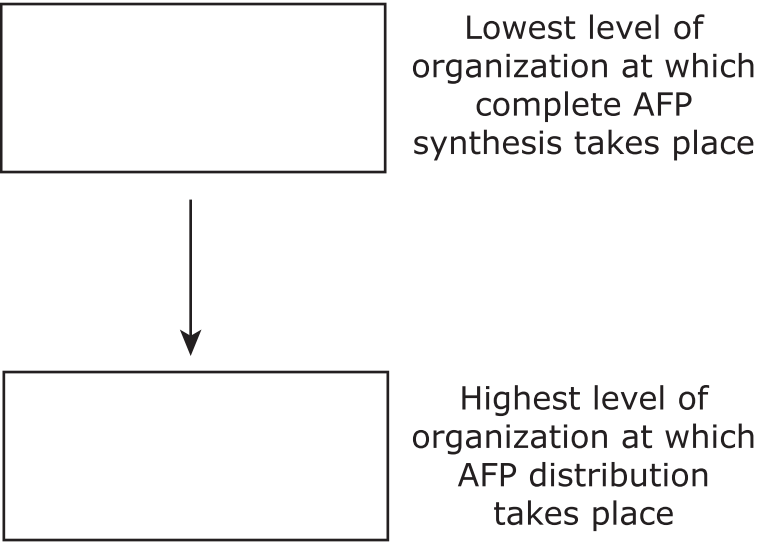 Lowest level of
organization at which
complete AFP
synthesis takes place
Highest level of
organization at which
AFP distribution
takes place